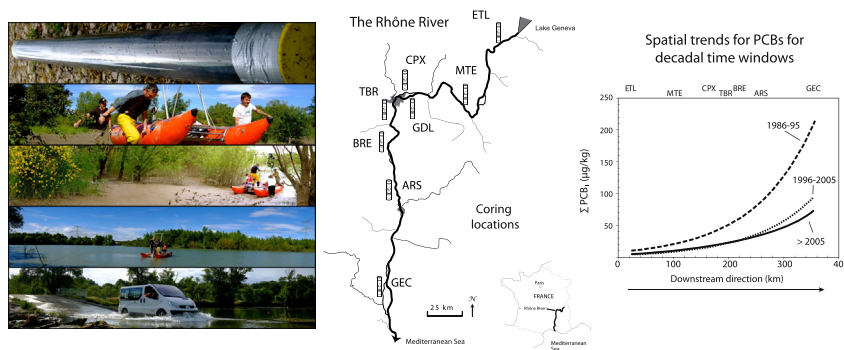 The Rhône River
ETL
Lake Geneva
CPX
MTE
TBR
GDL
BRE
ARS
Coring
locations
GEC
25 km
N
Mediterranean Sea
Paris
FRANCE
Rhône River
Mediterranean
Sea
Spatial trends for PCBs for
decadal time windows
ETL MTE CPX TBR BRE ARS GEC
250
200
150
100
50
Σ PCBᵢ (µg/kg)
1986-95
1996-2005
> 2005
0 100 200 300 400
Downstream direction (km)